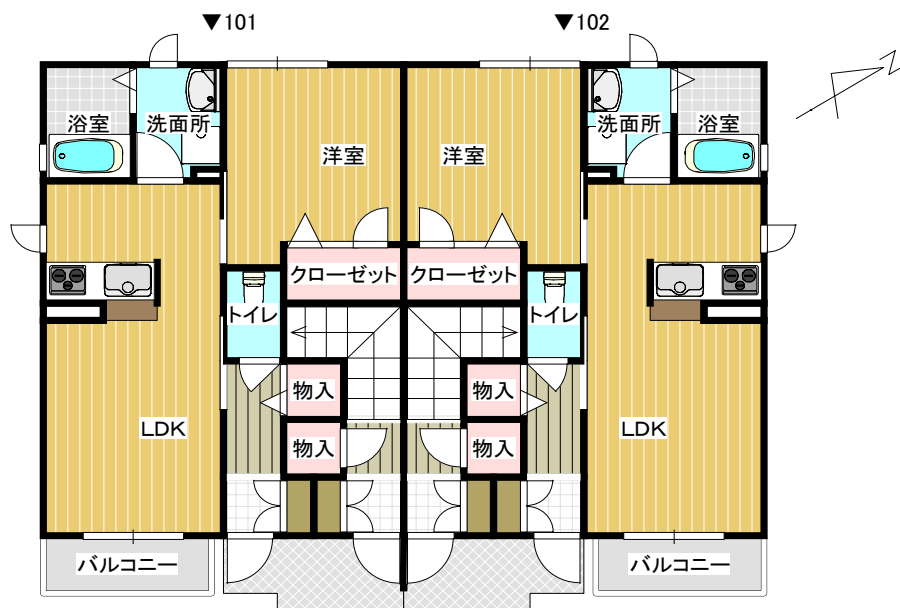 ▼101
▼102
N
浴室
洗面所
洋室
洋室
洗面所
浴室
クローゼット
クローゼット
トイレ
トイレ
物入
物入
LDK
物入
物入
LDK
バルコニー
バルコニー